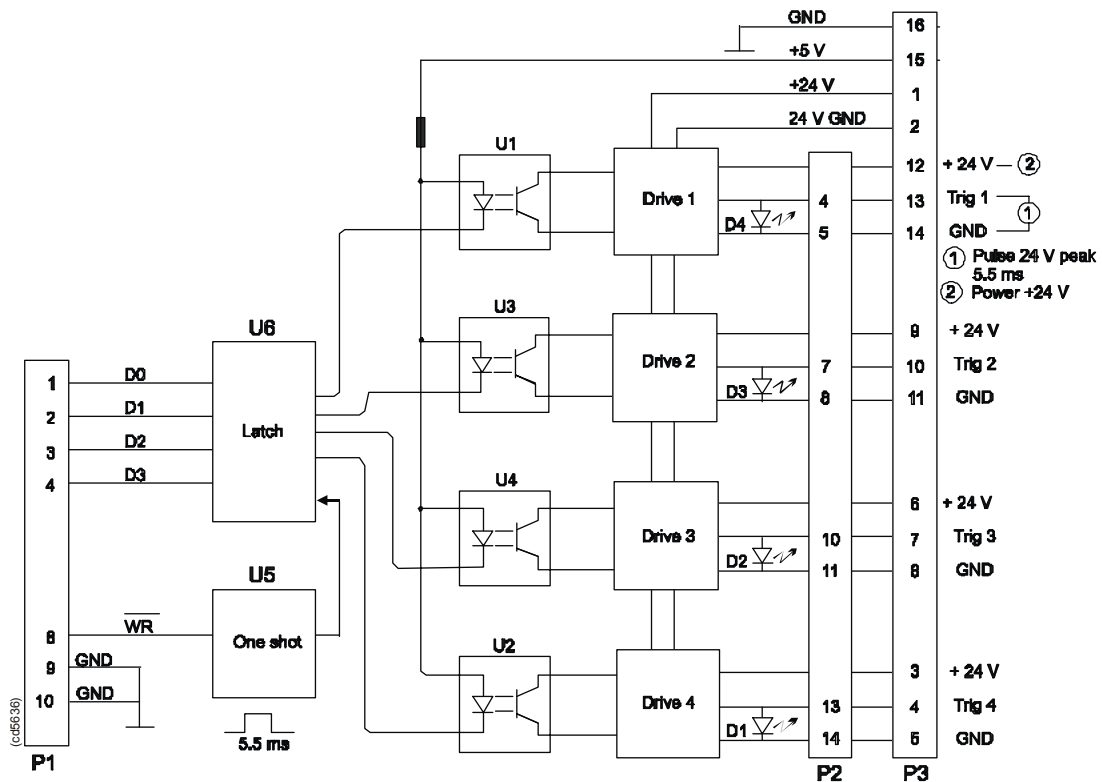 GND 16
+5 V 15
+24 V 1
24 V GND 2
U1
12 + 24 V 2
Drive 1 4 13 Trig 1 1
D4 5 14 GND
1 Pulse 24 V peak
5.5 ms
2 Power +24 V
U3
U6
9 + 24 V
Drive 2 7 10 Trig 2
D3 8 11 GND
1 D0
2 D1
Latch
3 D2
4 D3
U4
6 + 24 V
Drive 3 10 7 Trig 3
D2 11 8 GND
U5
8 WR One shot
9 GND
10 GND
U2
3 + 24 V
Drive 4 13 4 Trig 4
D1 14 5 GND
5.5 ms
(cd5636)
P1 P2 P3